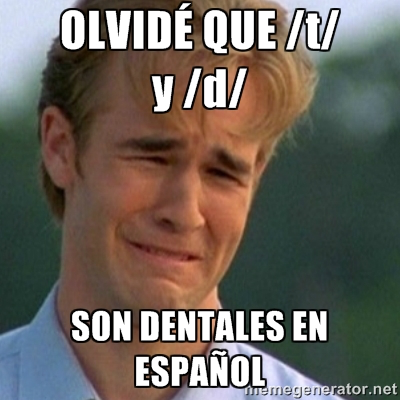 OLVIDÉ QUE /t/
y /d/
SON DENTALES EN
ESPAÑOL
memegenerator.net